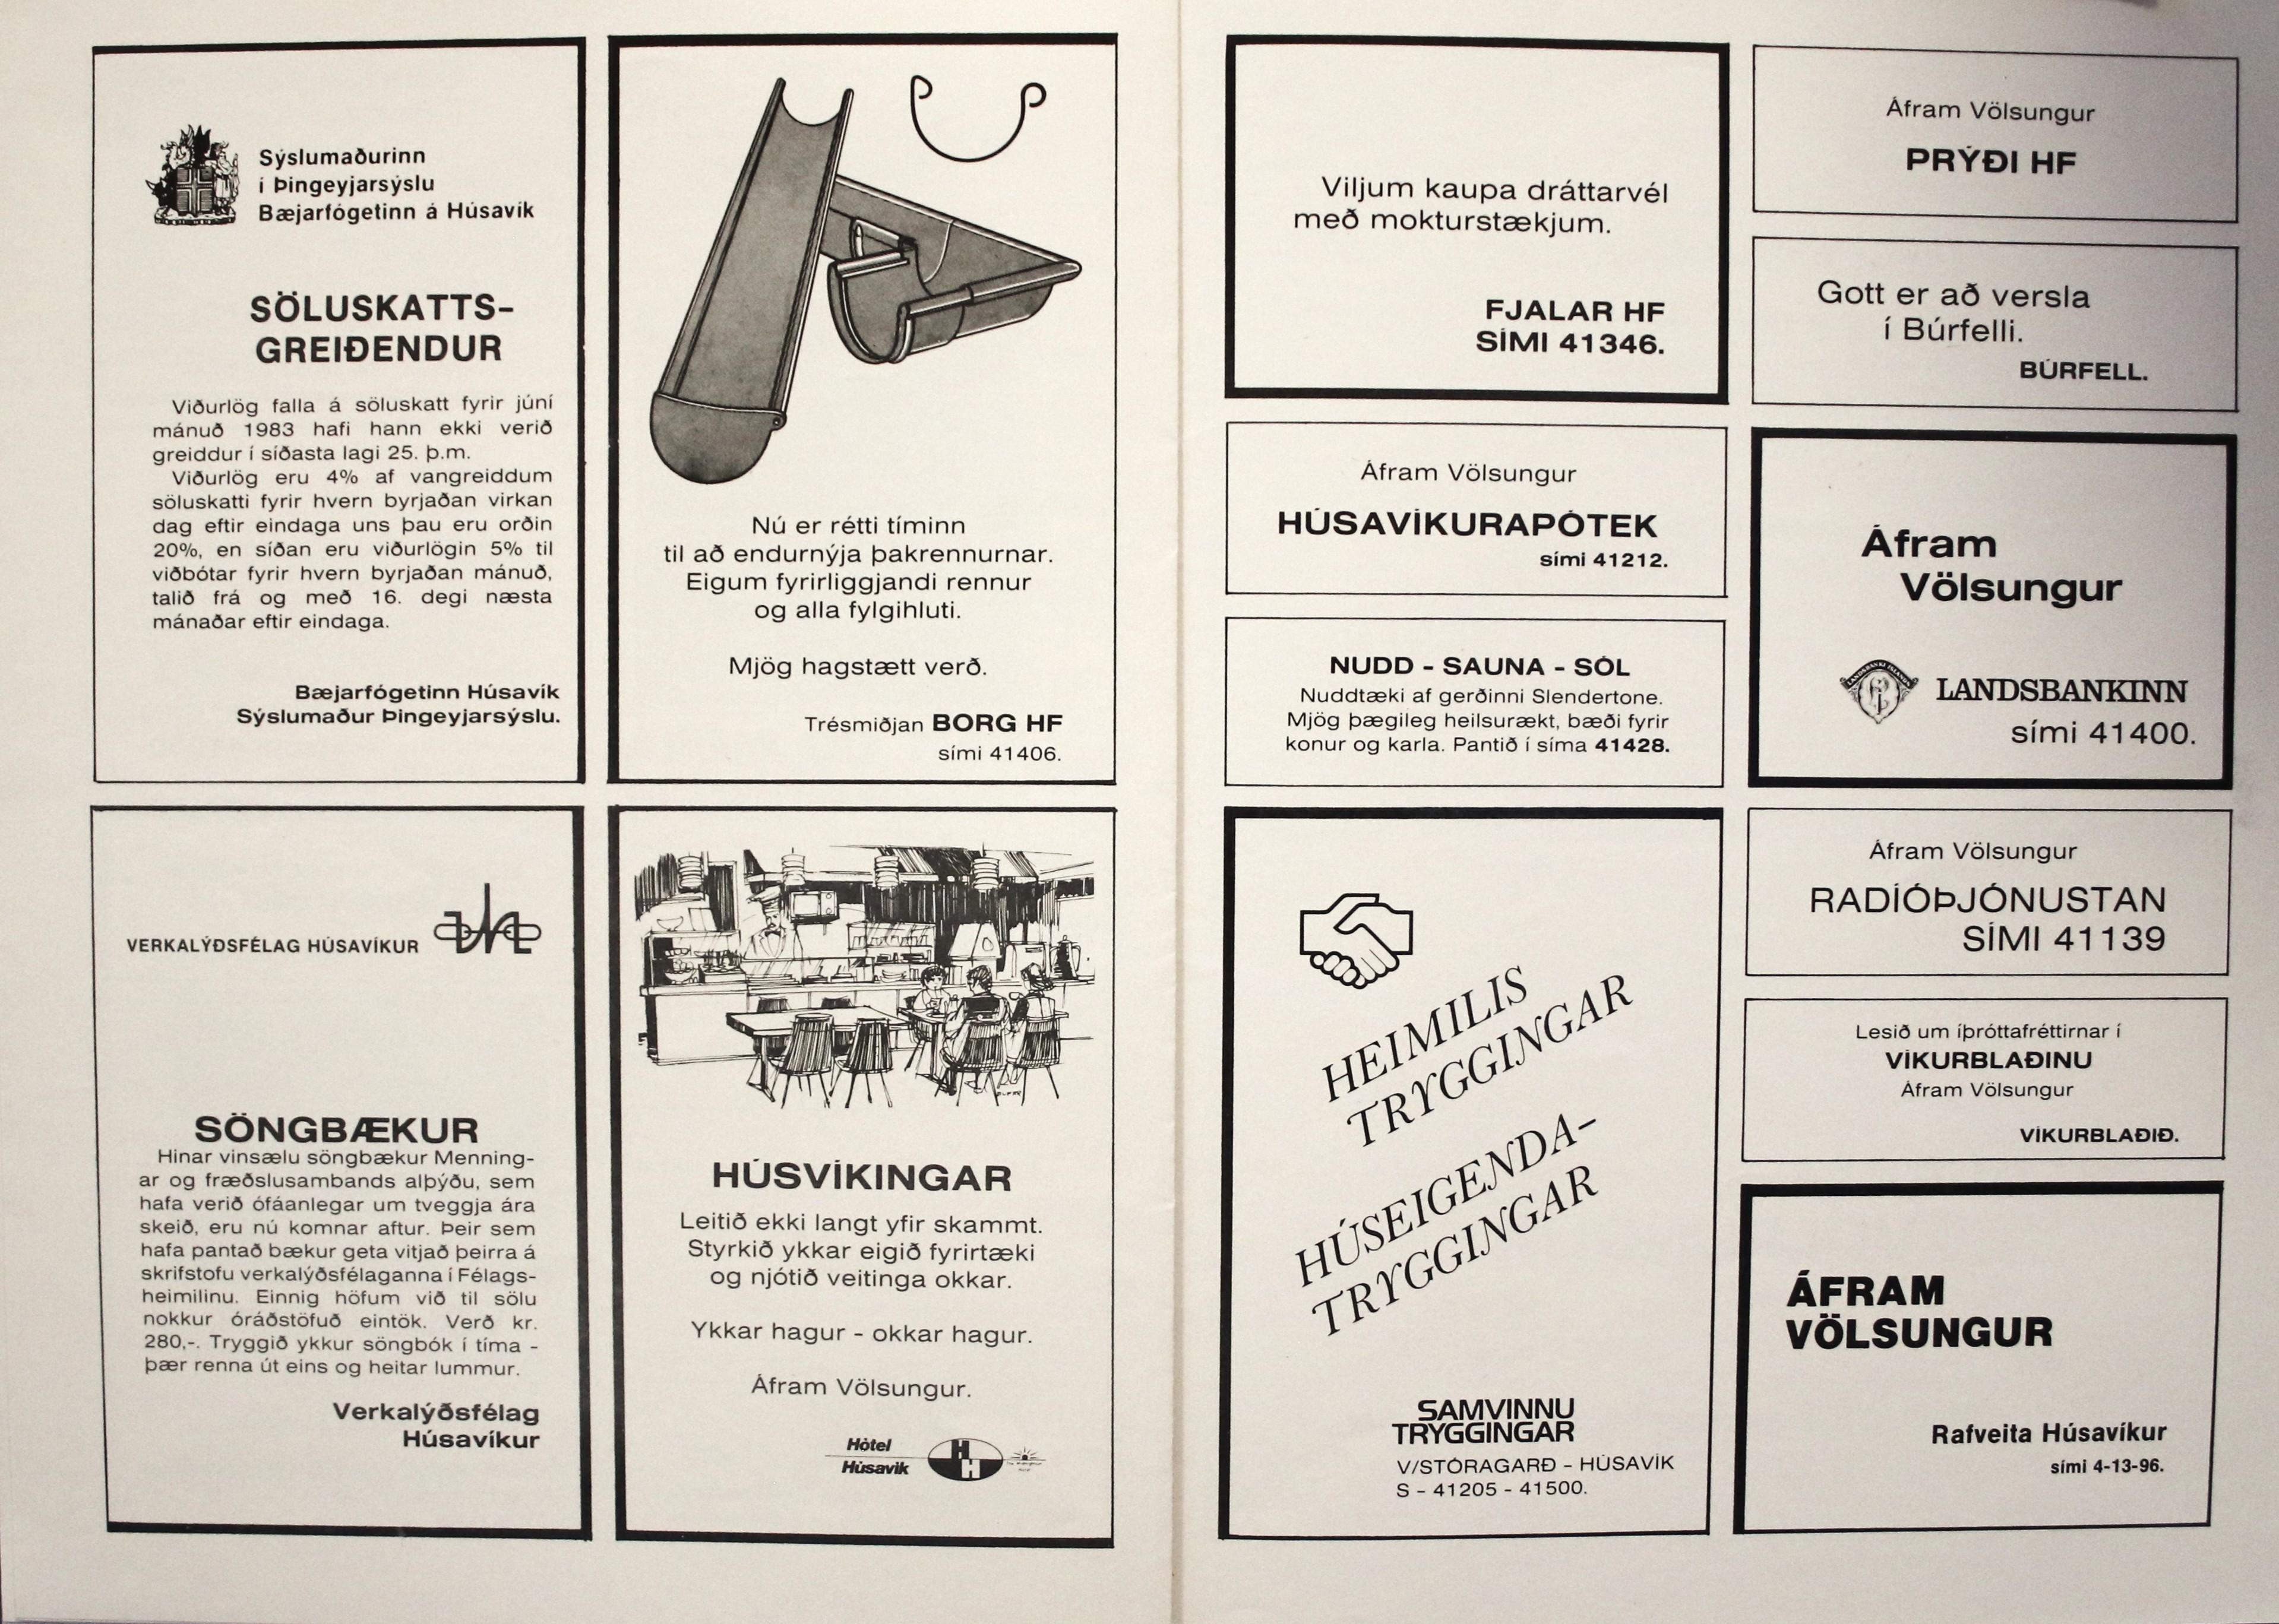 Sýslumaðurinn
í Þingeyjarsýslu
Bæjarfógetinn á Húsavík
SÖLUSKATTS-
GREIÐENDUR
Viðurlög falla á söluskatt fyrir júní
mánuð 1983 hafi hann ekki verið
greiddur í síðasta lagi 25. þ.m.
Viðurlög eru 4% af vangreiddum
söluskatti fyrir hvern byrjaðan virkan
dag eftir eindaga uns þau eru orðin
20%, en síðan eru viðurlögin 5% til
viðbótar fyrir hvern byrjaðan mánuð,
talið frá og með 16. degi næsta
mánaðar eftir eindaga.
Bæjarfógetinn Húsavík
Sýslumaður Þingeyjarsýslu.
Nú er rétti tíminn
til að endurnýja þakrennurnar.
Eigum fyrirliggjandi rennur
og alla fylgihluti.
Mjög hagstætt verð.
Trésmiðjan BORG HF
sími 41406.
VERKALÝÐSFÉLAG HÚSAVÍKUR
SÖNGBÆKUR
Hinar vinsælu söngbækur Menning-
ar og fræðslusambands alþýðu, sem
hafa verið ófáanlegar um tveggja ára
skeið, eru nú komnar aftur. Þeir sem
hafa pantað bækur geta vitjað þeirra á
skrifstofu verkalýðsfélaganna í Félags-
heimilinu. Einnig höfum við til sölu
nokkur óráðstöfuð eintök. Verð kr.
280,-. Tryggið ykkur söngbók í tíma -
þær renna út eins og heitar lummur.
Verkalýðsfélag
Húsavíkur
HÚSVÍKINGAR
Leitið ekki langt yfir skammt.
Styrkið ykkar eigið fyrirtæki
og njótið veitinga okkar.
Ykkar hagur - okkar hagur.
Áfram Völsungur.
Hótel
Húsavík
HH
Viljum kaupa dráttarvél
með mokturstækjum.
FJALAR HF
SÍMI 41346.
Áfram Völsungur
HÚSAVÍKURAPÓTEK
sími 41212.
NUDD - SAUNA - SÓL
Nuddtæki af gerðinni Slendertone.
Mjög þægileg heilsurækt, bæði fyrir
konur og karla. Pantið í síma 41428.
HEIMILIS
TRYGGINGAR
HÚSEIGENDA-
TRYGGINGAR
SAMVINNU
TRYGGINGAR
V/STÓRAGARÐ - HÚSAVÍK
S - 41205 - 41500.
Áfram Völsungur
PRÝÐI HF
Gott er að versla
í Búrfelli.
BÚRFELL.
Áfram
Völsungur
LANDSBANKINN
sími 41400.
Áfram Völsungur
RADÍÓÞJÓNUSTAN
SÍMI 41139
Lesið um íþróttafréttirnar í
VÍKURBLAÐINU
Áfram Völsungur
VÍKURBLAÐIÐ.
ÁFRAM
VÖLSUNGUR
Rafveita Húsavíkur
sími 4-13-96.